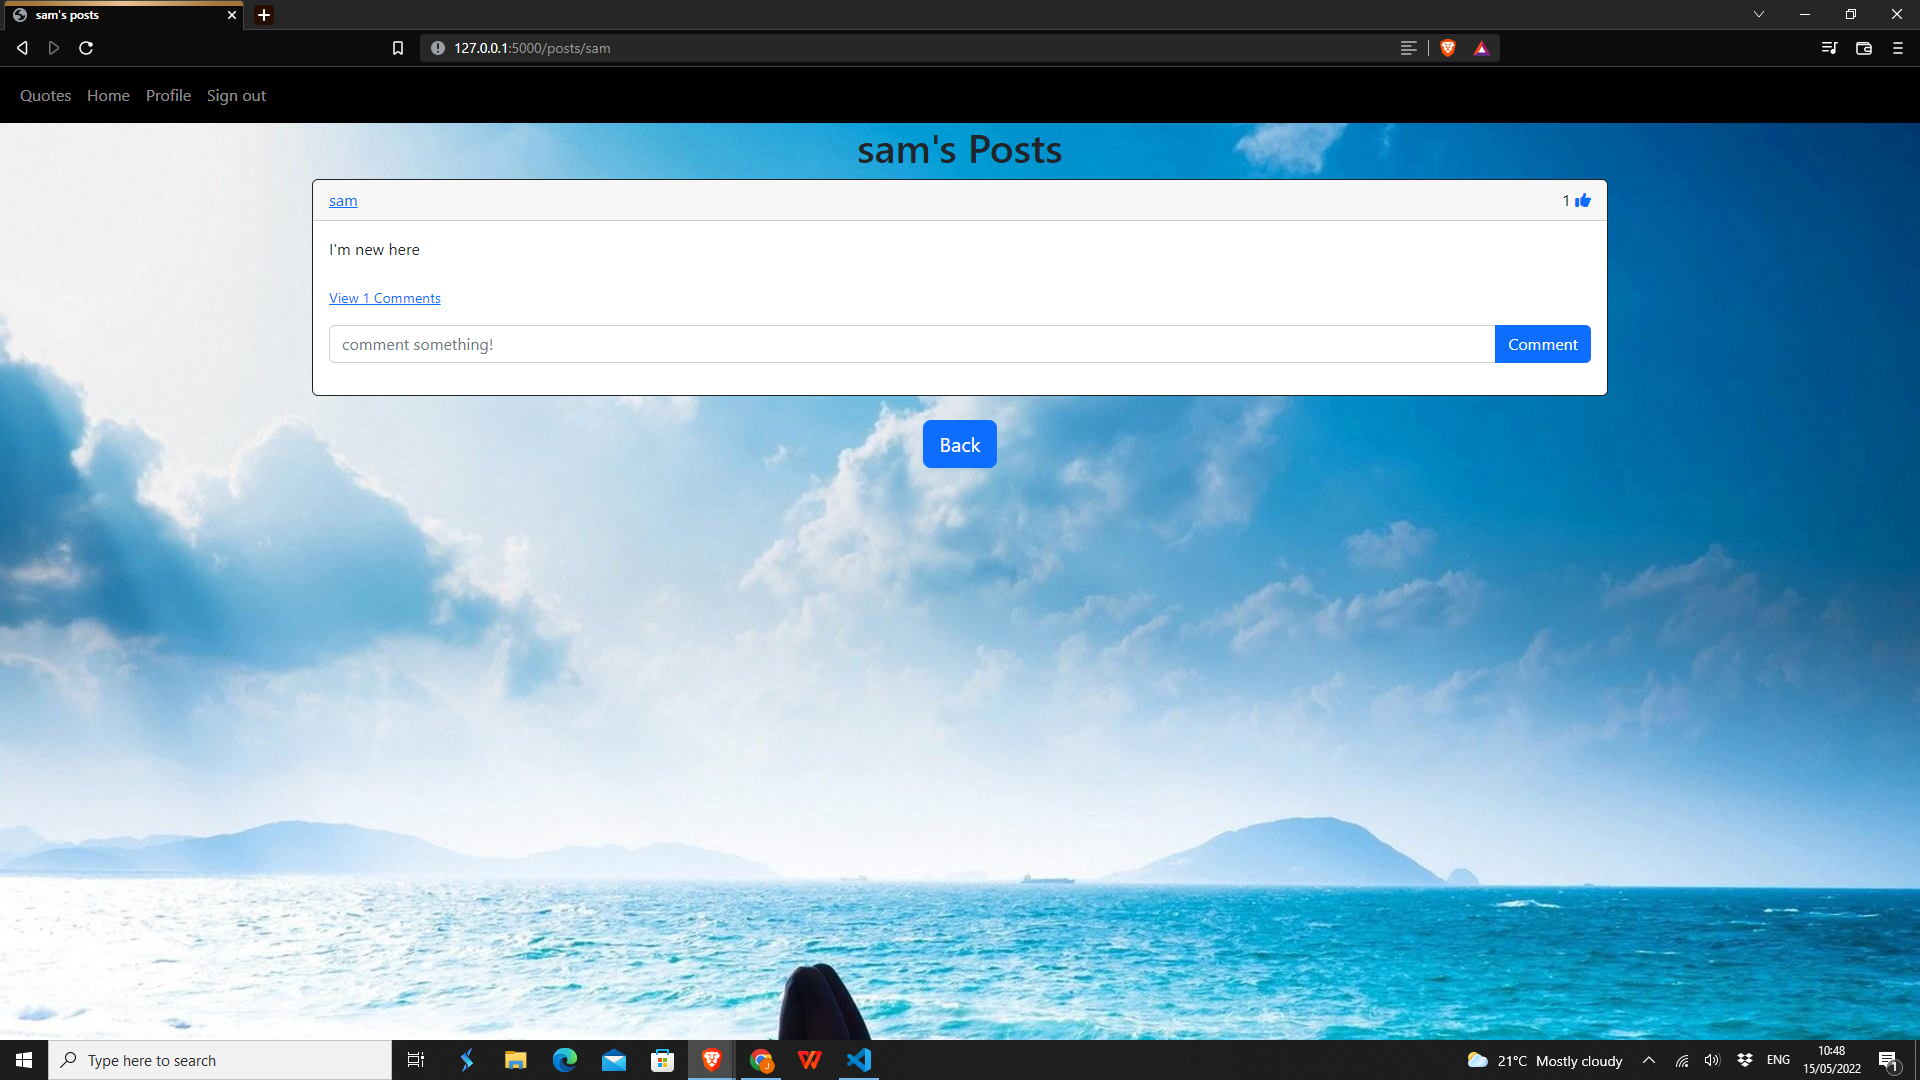 sam's posts
127.0.0.1:5000/posts/sam
Quotes Home Profile Sign out
sam's Posts
sam 1
I'm new here
View 1 Comments
comment something! Comment
Back
Type here to search
21°C Mostly cloudy ENG 10:48
15/05/2022 1